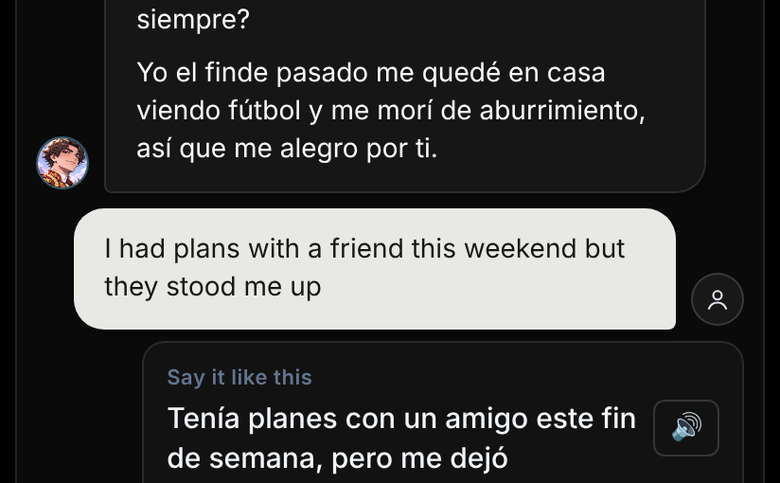 siempre?
Yo el finde pasado me quedé en casa
viendo fútbol y me morí de aburrimiento,
así que me alegro por ti.
I had plans with a friend this weekend but
they stood me up
Say it like this
Tenía planes con un amigo este fin
de semana, pero me dejó